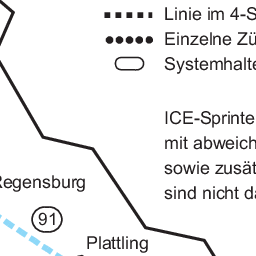 Linie im 4-S
Einzelne Zü
Systemhalte
ICE-Sprinte
mit abweich
sowie zusät
sind nicht da
Regensburg
91
Plattling